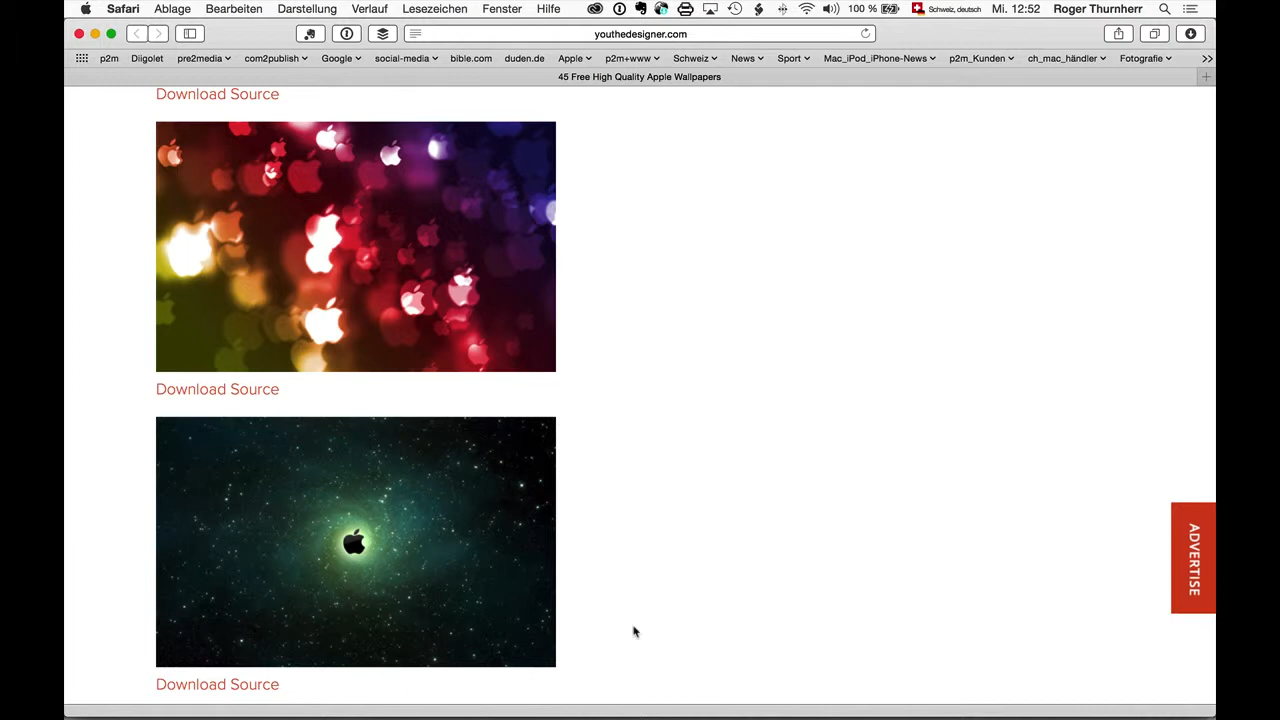 Safari Ablage Bearbeiten Darstellung Verlauf Lesezeichen Fenster Hilfe 100 % Schweiz, deutsch Mi. 12:52 Roger Thurnherr
youthedesigner.com
p2m Diigolet pre2media com2publish Google social-media bible.com duden.de Apple p2m+www Schweiz News Sport Mac_iPod_iPhone-News p2m_Kunden ch_mac_händler Fotografie
45 Free High Quality Apple Wallpapers
Download Source
Download Source
ADVERTISE
Download Source